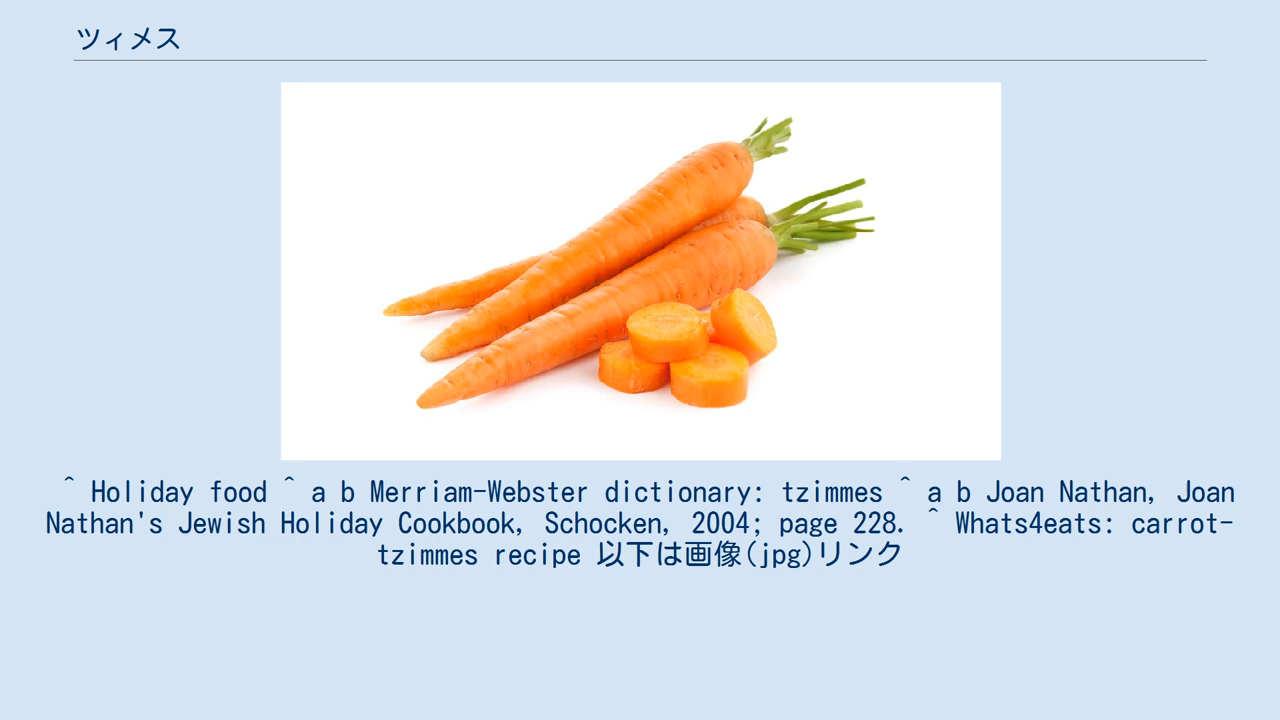 ツィメス
^ Holiday food ^ a b Merriam-Webster dictionary: tzimmes ^ a b Joan Nathan, Joan
Nathan's Jewish Holiday Cookbook, Schocken, 2004; page 228. ^ Whats4eats: carrot-
tzimmes recipe 以下は画像(jpg)リンク